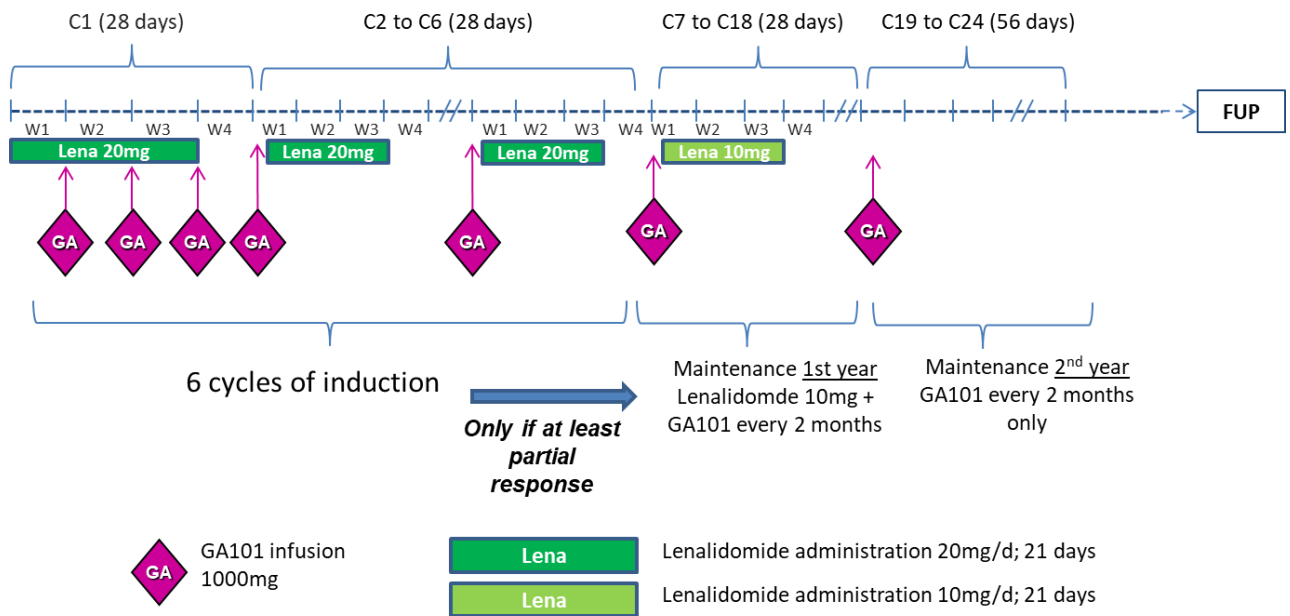 C1 (28 days) C2 to C6 (28 days) C7 to C18 (28 days) C19 to C24 (56 days)
FUP
W1 W2 W3 W4 W1 W2 W3 W4 W1 W2 W3 W4 W1 W2 W3 W4
Lena 20mg Lena 20mg Lena 20mg Lena 10mg
GA GA GA GA GA GA GA
6 cycles of induction
Only if at least
partial
response
Maintenance 1st year
Lenalidomde 10mg +
GA101 every 2 months
Maintenance 2nd year
GA101 every 2 months
only
GA
GA101 infusion
1000mg
Lena
Lenalidomide administration 20mg/d; 21 days
Lena
Lenalidomide administration 10mg/d; 21 days